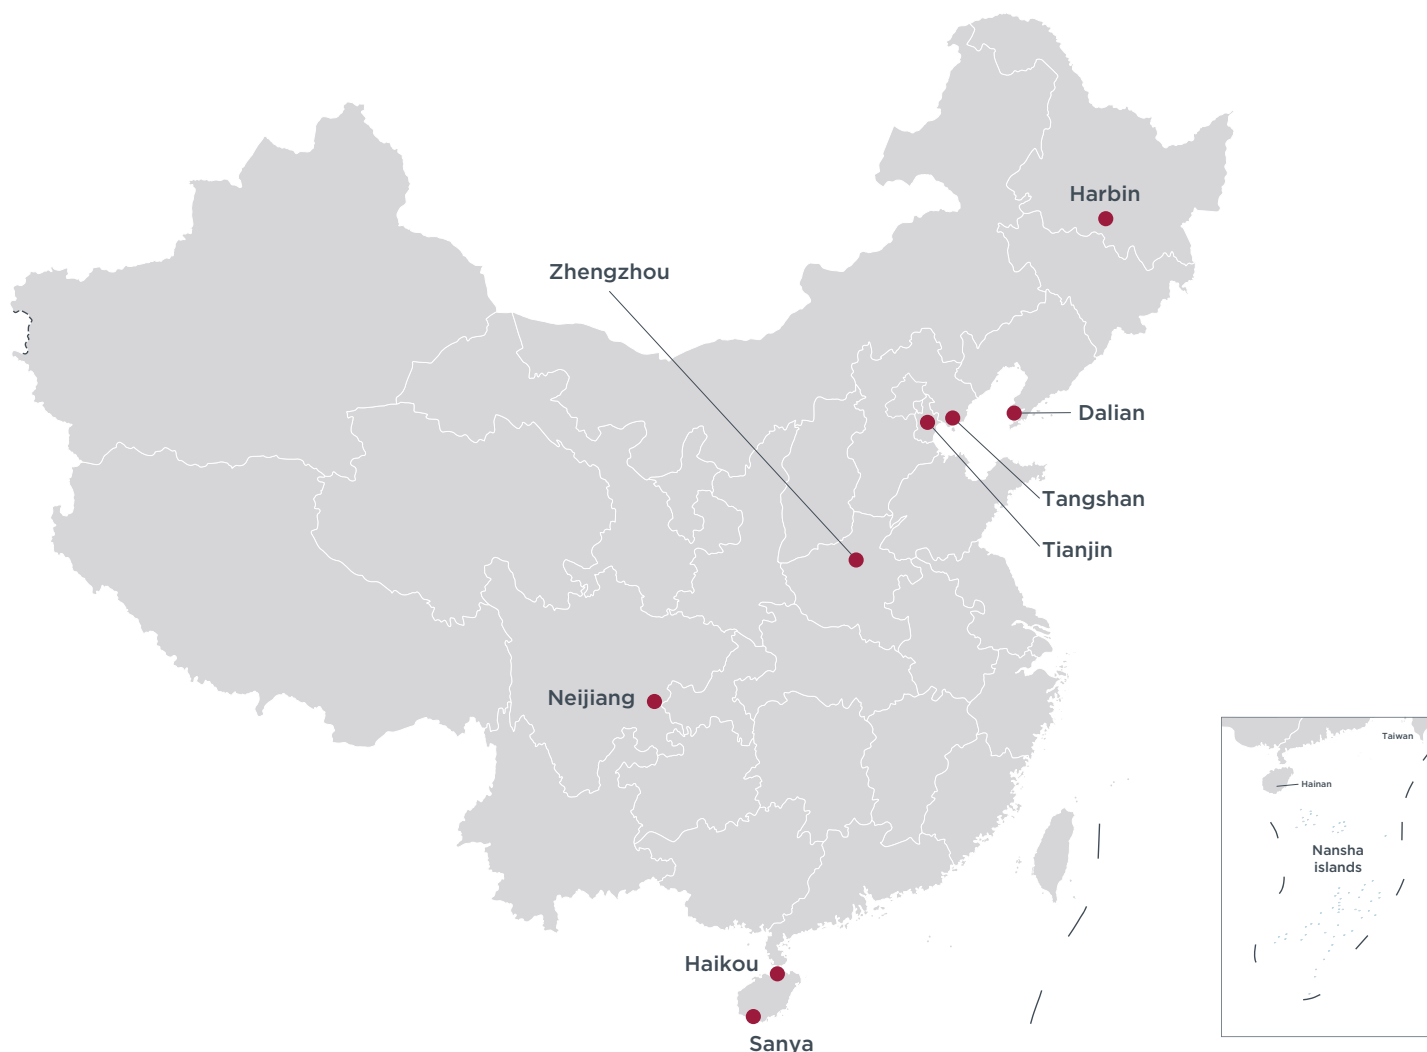 Harbin
Zhengzhou
Dalian
Tangshan
Tianjin
Neijiang
Taiwan
Hainan
Nansha
islands
Haikou
Sanya